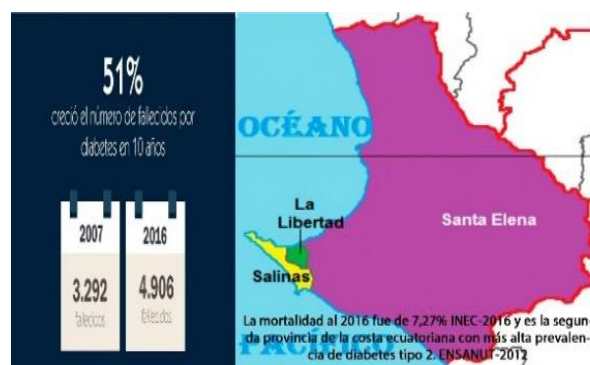 51%
creció el número de fallecidos por
diabetes en 10 años
2007
3.292
fallecidos
2016
4.906
fallecidos
OCÉANO
La
Libertad
Salinas
Santa Elena
La mortalidad al 2016 fue de 7,27% INEC-2016 y es la segun-
da provincia de la costa ecuatoriana con más alta prevalen-
cia de diabetes tipo 2. ENSANUT-2012
PACÍFICO